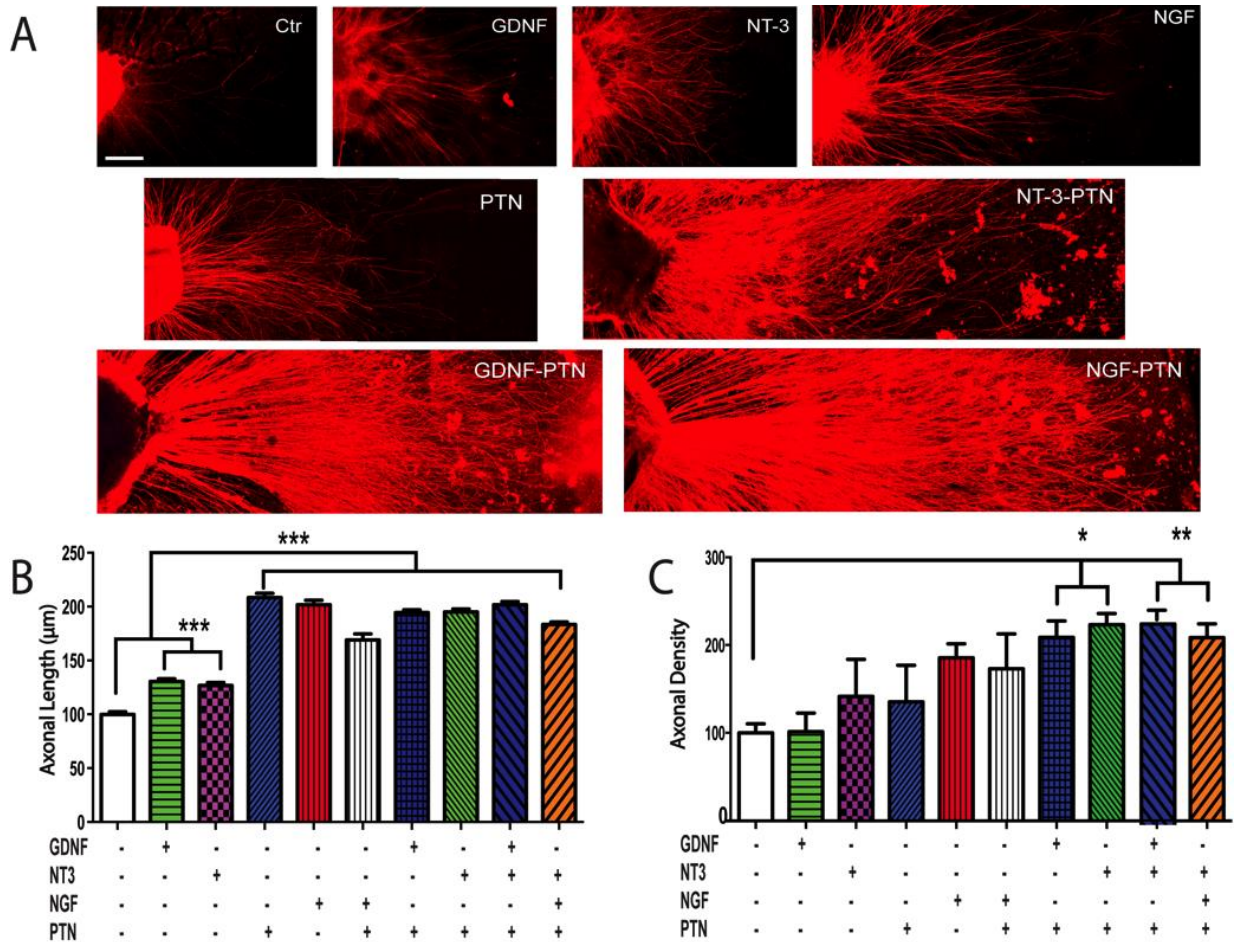 A
Ctr
GDNF
NT-3
NGF
PTN
NT-3-PTN
GDNF-PTN
NGF-PTN
B
***
***
Axonal Length (µm)
250
200
150
100
50
0
GDNF - + - - - - + - + -
NT3 - - + - - - - + + +
NGF - - - - + + - - - +
PTN - - - + - + + + + +
C
* **
Axonal Density
300
200
100
0
GDNF - + - - - - + - + -
NT3 - - + - - - - + + +
NGF - - - - + + - - - +
PTN - - - + - + + + + +